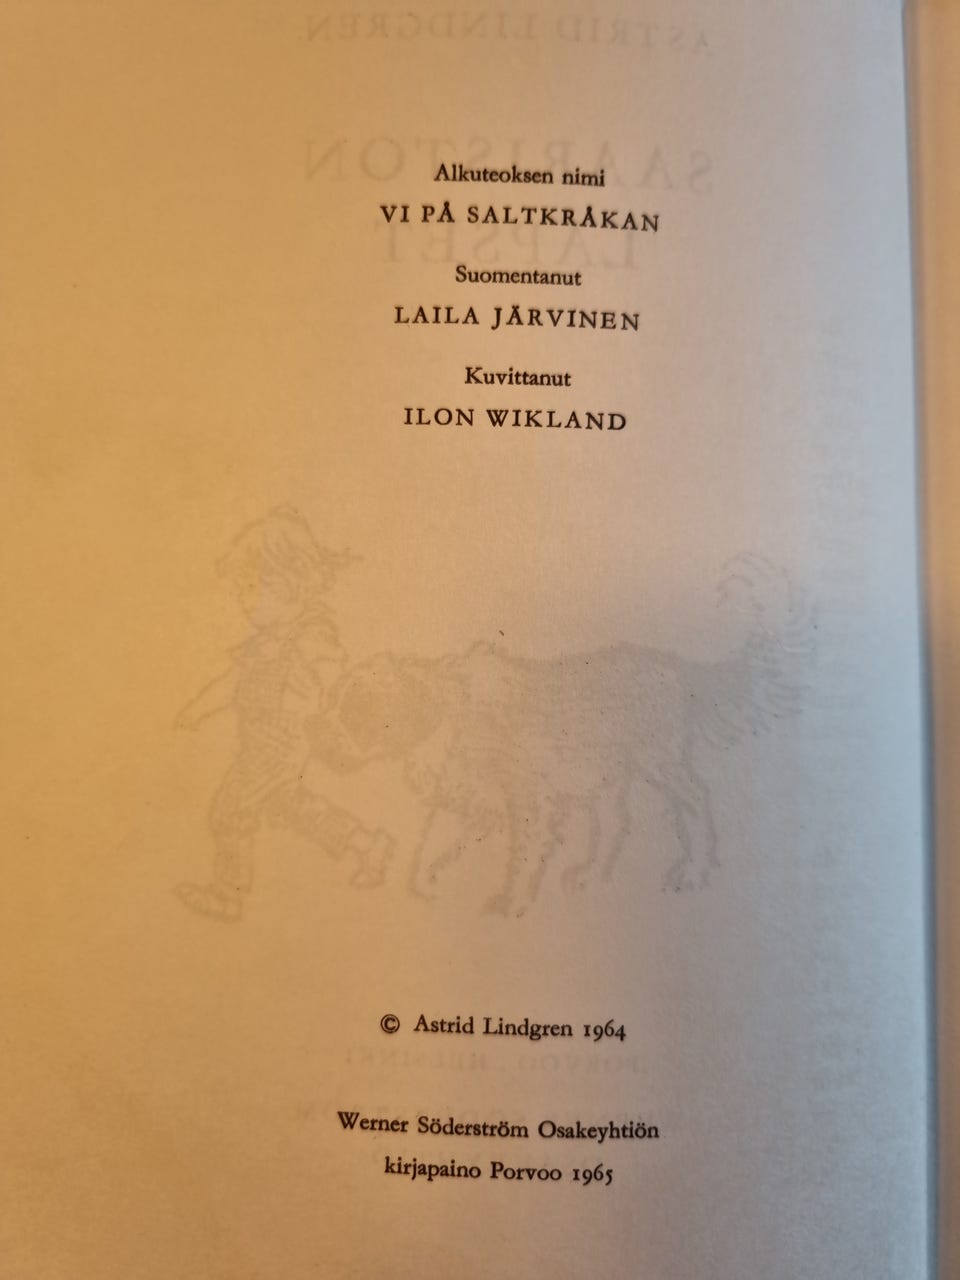 Alkuteoksen nimi
VI PÅ SALTKRÅKAN
Suomentanut
LAILA JÄRVINEN
Kuvittanut
ILON WIKLAND
© Astrid Lindgren 1964
Werner Söderström Osakeyhtiön
kirjapaino Porvoo 1965